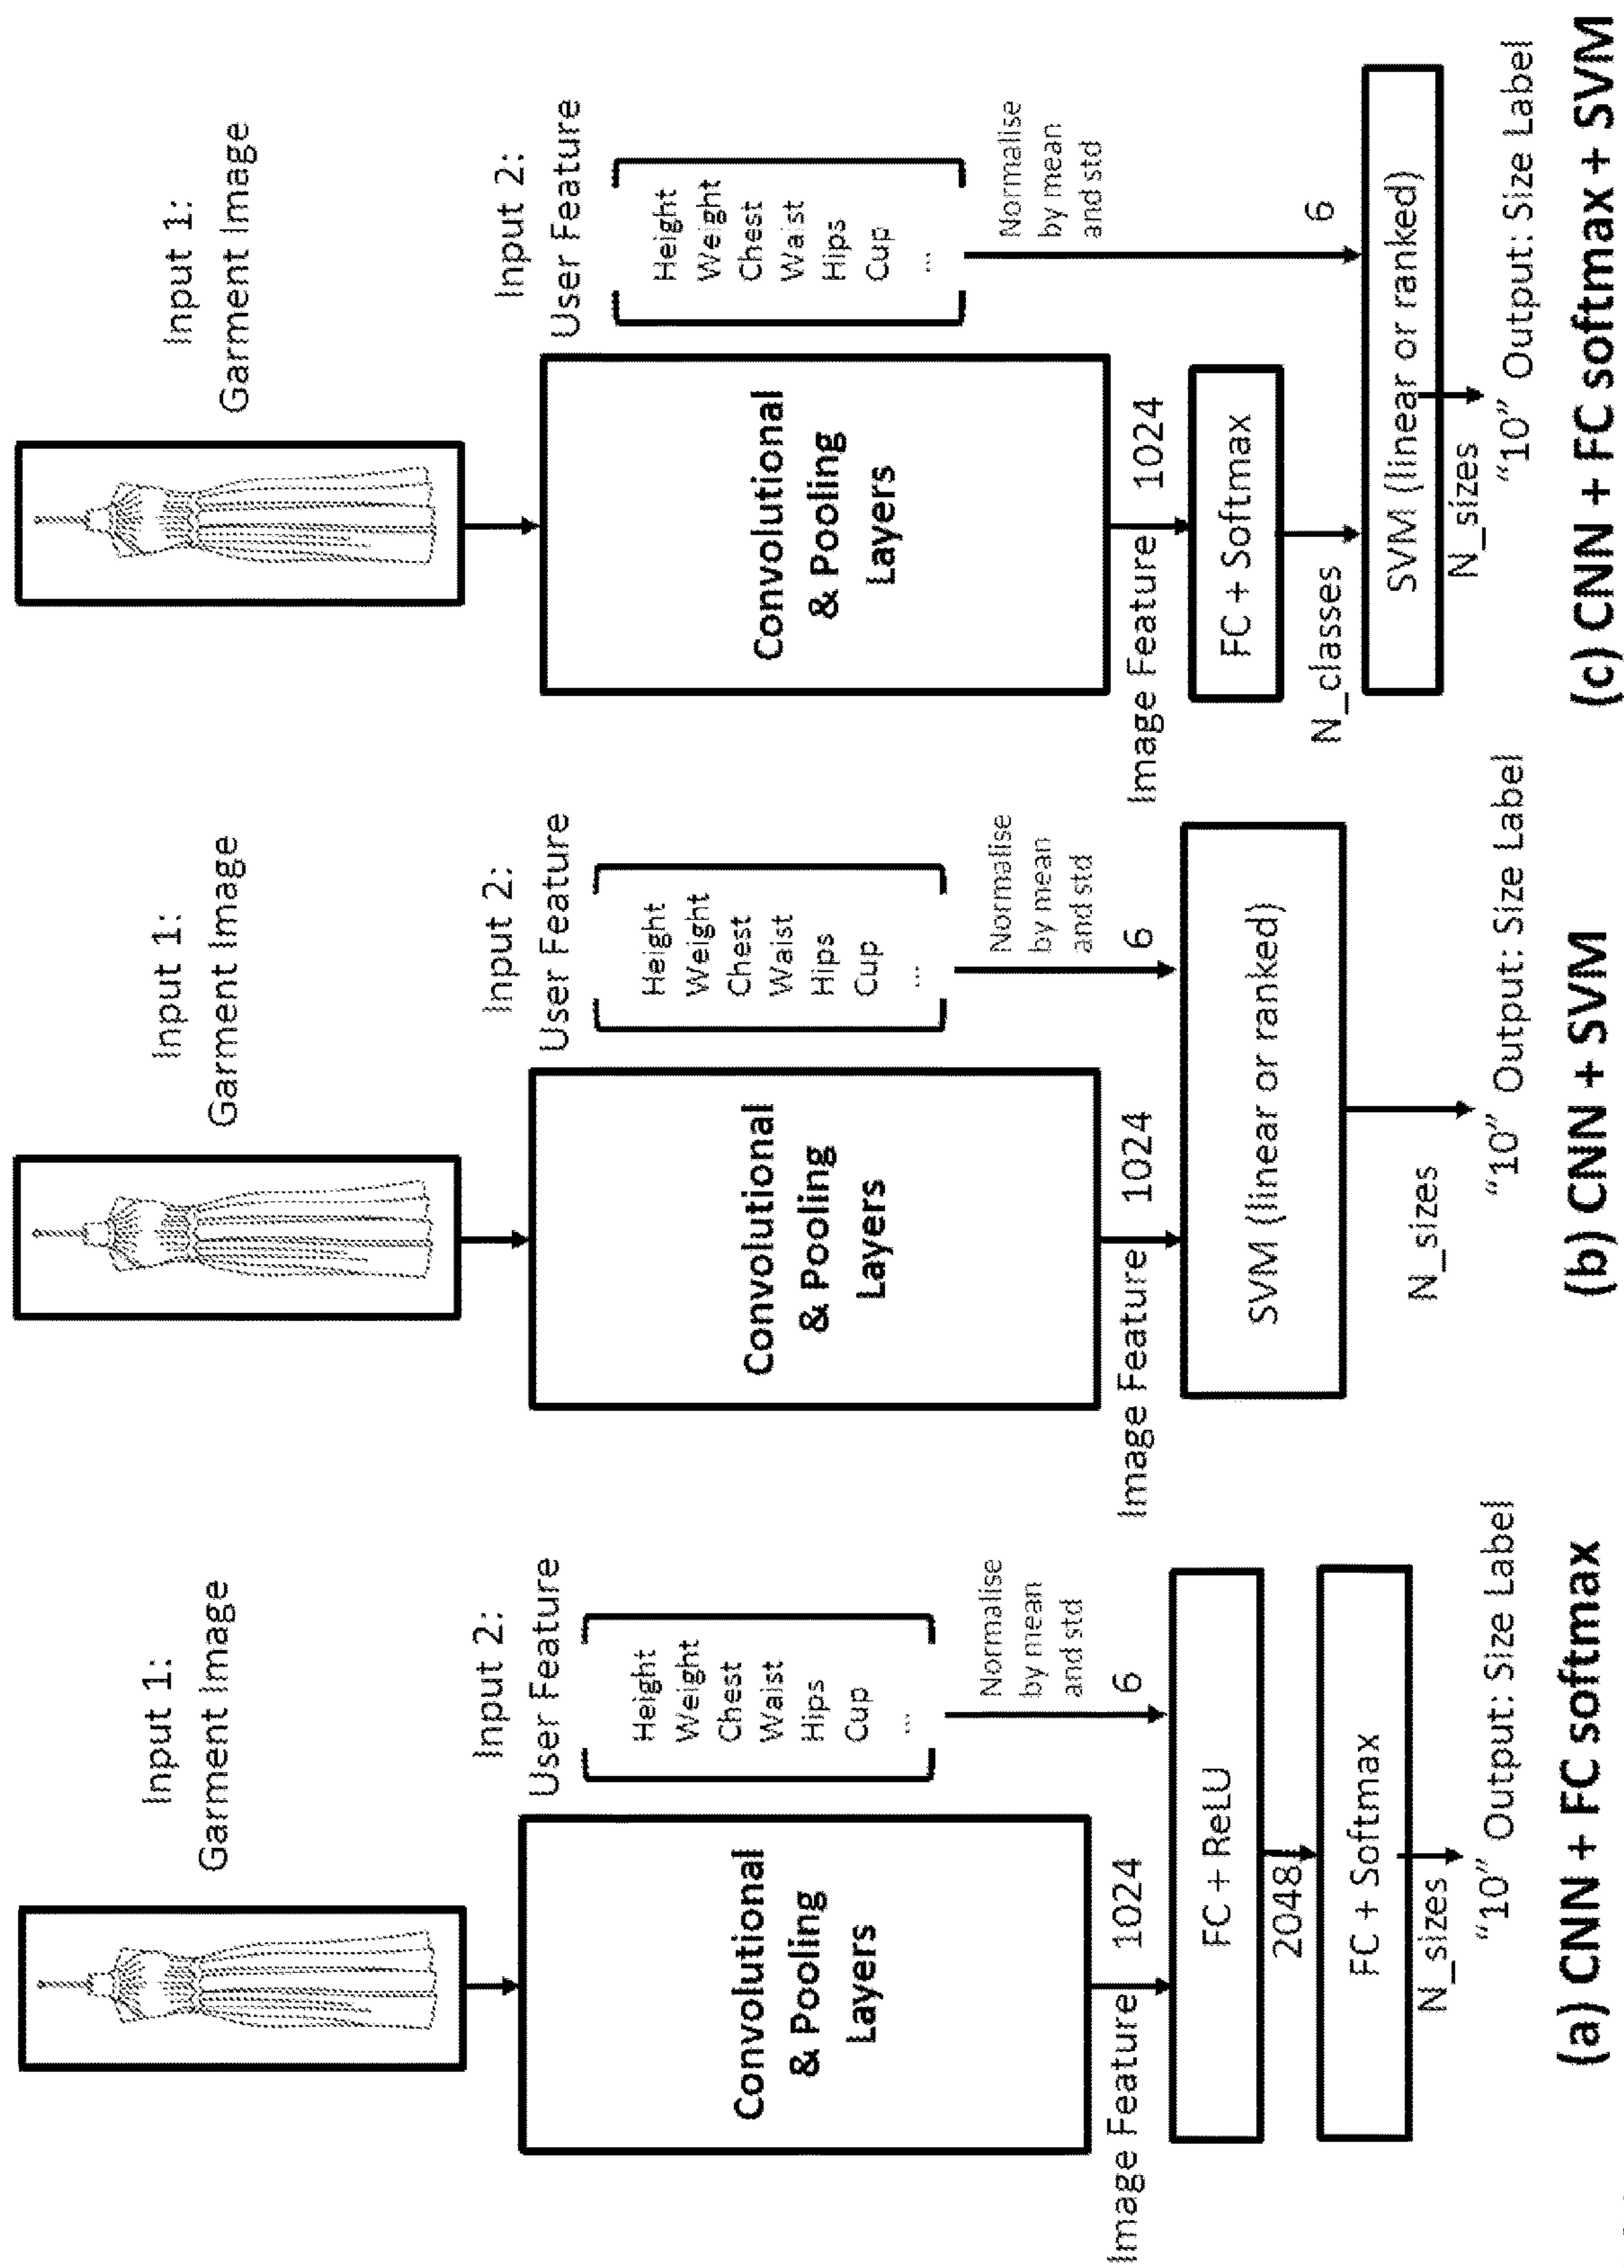 Input 1:
Garment Image
Input 2:
User Feature
Height
Weight
Chest
Waist
Hips
Cup
...
Convolutional
& Pooling
Layers
Normalise
by mean
and std
Image Feature
1024
6
FC + ReLU
2048
FC + Softmax
N_sizes
"10" Output: Size Label
(a) CNN + FC softmax
Input 1:
Garment Image
Input 2:
User Feature
Height
Weight
Chest
Waist
Hips
Cup
...
Convolutional
& Pooling
Layers
Normalise
by mean
and std
Image Feature
1024
6
SVM (linear or ranked)
N_sizes
"10" Output: Size Label
(b) CNN + SVM
Input 1:
Garment Image
Input 2:
User Feature
Height
Weight
Chest
Waist
Hips
Cup
...
Convolutional
& Pooling
Layers
Normalise
by mean
and std
Image Feature
1024
FC + Softmax
N_classes
6
SVM (linear or ranked)
N_sizes
"10" Output: Size Label
(c) CNN + FC softmax + SVM